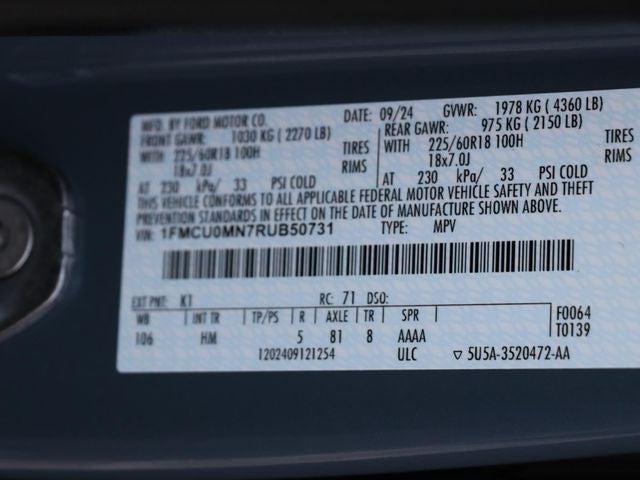 MFD. BY FORD MOTOR CO. DATE: 09/24 GVWR: 1978 KG ( 4360 LB)
FRONT GAWR: 1030 KG ( 2270 LB) REAR GAWR: 975 KG ( 2150 LB)
WITH 225/60R18 100H TIRES WITH 225/60R18 100H TIRES
18x7.0J RIMS 18x7.0J RIMS
AT 230 kPa/ 33 PSI COLD AT 230 kPa/ 33 PSI COLD
THIS VEHICLE CONFORMS TO ALL APPLICABLE FEDERAL MOTOR VEHICLE SAFETY AND THEFT
PREVENTION STANDARDS IN EFFECT ON THE DATE OF MANUFACTURE SHOWN ABOVE.
VIN: 1FMCU0MN7RUB50731 TYPE: MPV
EXT PNT: K1 RC: 71 DSO: F0064
WB INT TR TP/PS R AXLE TR SPR T0139
106 HM 5 81 8 AAAA
1202409121254 ULC ▽ 5U5A-3520472-AA